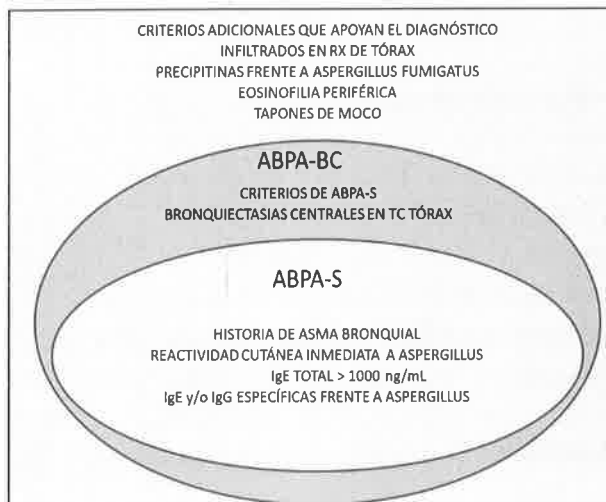 CRITERIOS ADICIONALES QUE APOYAN EL DIAGNÓSTICO
INFILTRADOS EN RX DE TÓRAX
PRECIPITINAS FRENTE A ASPERGILLUS FUMIGATUS
EOSINOFILIA PERIFÉRICA
TAPONES DE MOCO
ABPA-BC
CRITERIOS DE ABPA-S
BRONQUIECTASIAS CENTRALES EN TC TÓRAX
ABPA-S
HISTORIA DE ASMA BRONQUIAL
REACTIVIDAD CUTÁNEA INMEDIATA A ASPERGILLUS
IgE TOTAL > 1000 ng/mL
IgE y/o IgG ESPECÍFICAS FRENTE A ASPERGILLUS